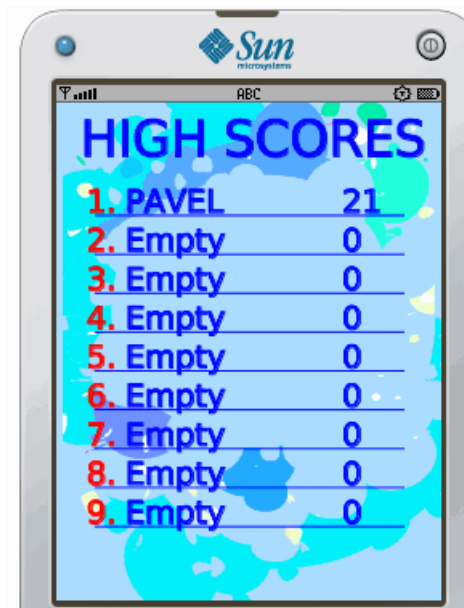 Sun
microsystems
ABC
HIGH SCORES
1. PAVEL 21
2. Empty 0
3. Empty 0
4. Empty 0
5. Empty 0
6. Empty 0
7. Empty 0
8. Empty 0
9. Empty 0